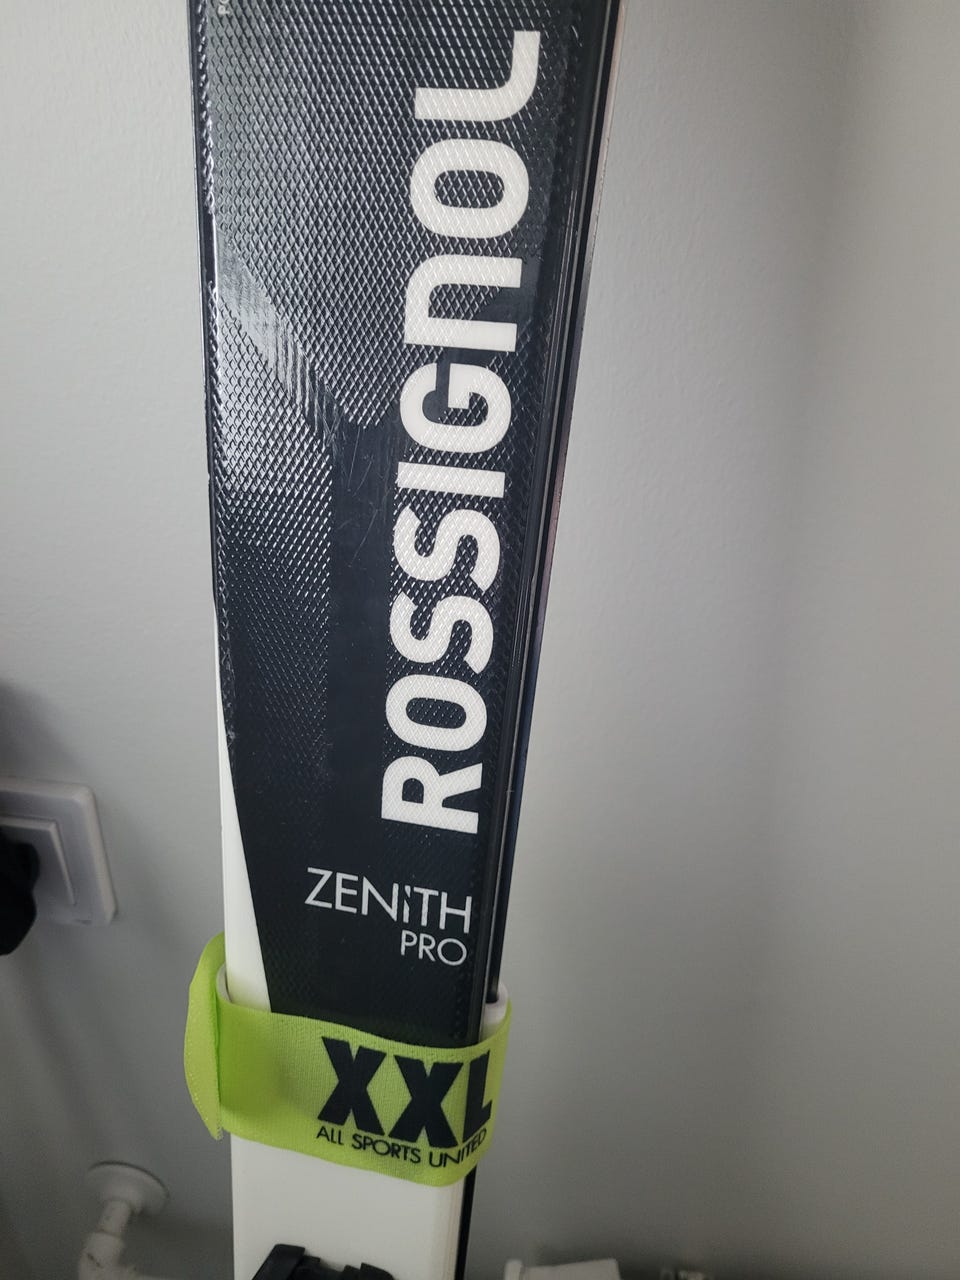 ROSSIGNOL
ZENITH
PRO
XXL
ALL SPORTS UNITED